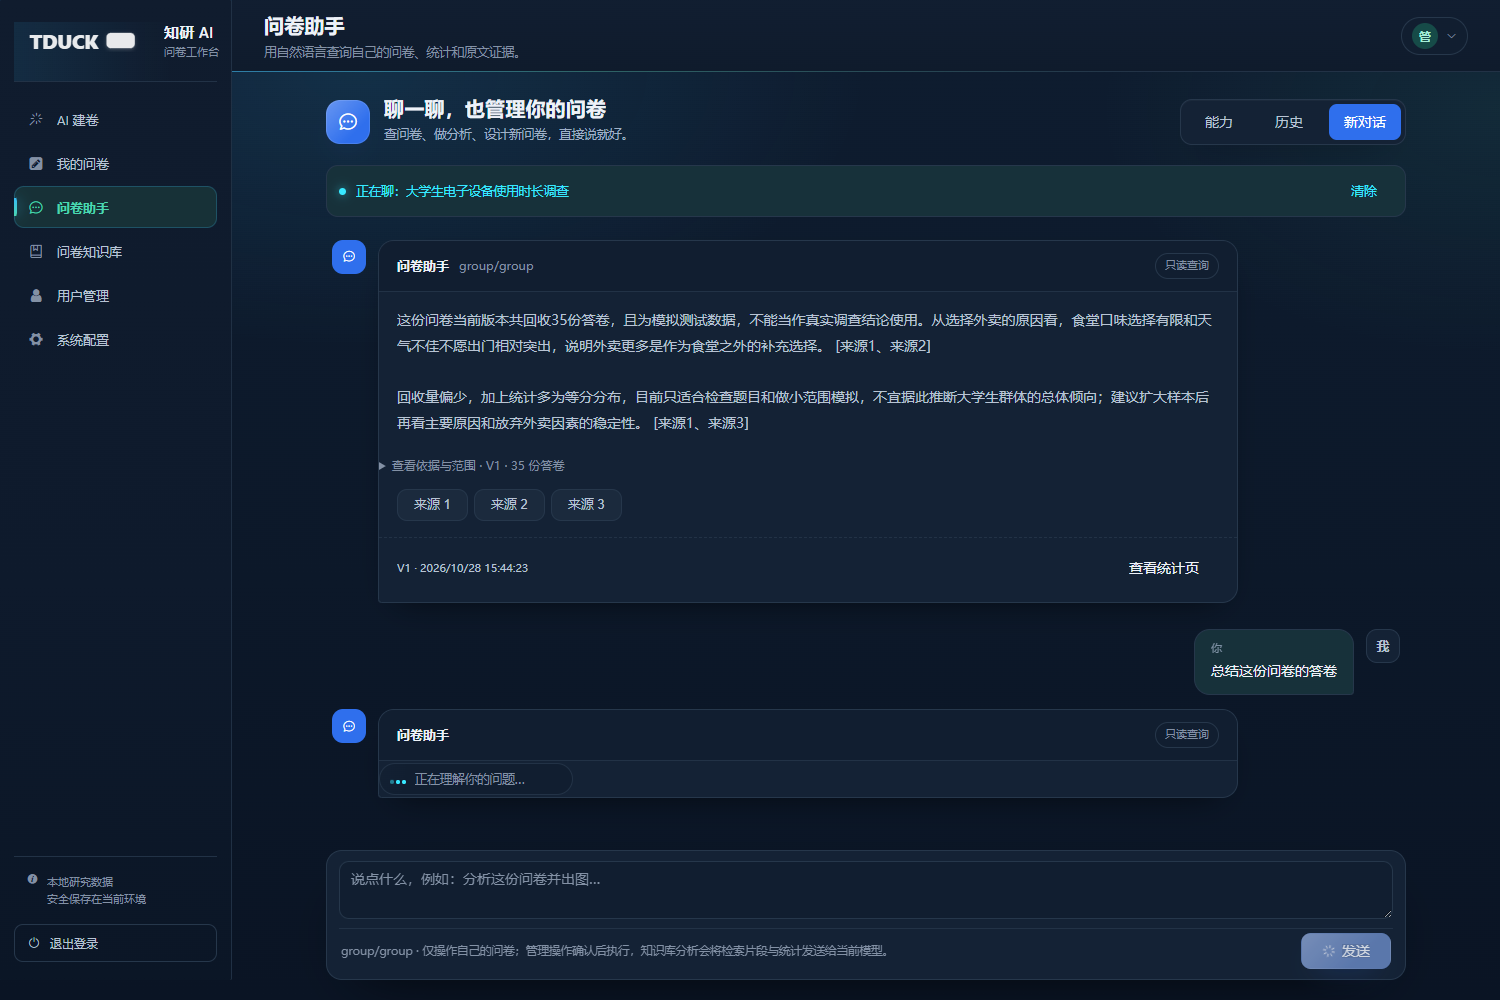 TDUCK
知研 AI
问卷工作台
AI 建卷
我的问卷
问卷助手
问卷知识库
用户管理
系统配置
本地研究数据
安全保存在当前环境
退出登录
问卷助手
用自然语言查询自己的问卷、统计和原文证据。
管
聊一聊，也管理你的问卷
查问卷、做分析、设计新问卷，直接说就好。
能力
历史
新对话
正在聊：大学生电子设备使用时长调查
清除
问卷助手 group/group
只读查询
这份问卷当前版本共回收35份答卷，且为模拟测试数据，不能当作真实调查结论使用。从选择外卖的原因看，食堂口味选择有限和天
气不佳不愿出门相对突出，说明外卖更多是作为食堂之外的补充选择。 [来源1、来源2]
回收量偏少，加上统计多为等分分布，目前只适合检查题目和做小范围模拟，不宜据此推断大学生群体的总体倾向；建议扩大样本后
再看主要原因和放弃外卖因素的稳定性。 [来源1、来源3]
查看依据与范围 · V1 · 35 份答卷
来源 1
来源 2
来源 3
V1 · 2026/10/28 15:44:23
查看统计页
你
总结这份问卷的答卷
我
问卷助手
只读查询
正在理解你的问题...
说点什么，例如：分析这份问卷并出图...
group/group · 仅操作自己的问卷；管理操作确认后执行，知识库分析会将检索片段与统计发送给当前模型。
发送